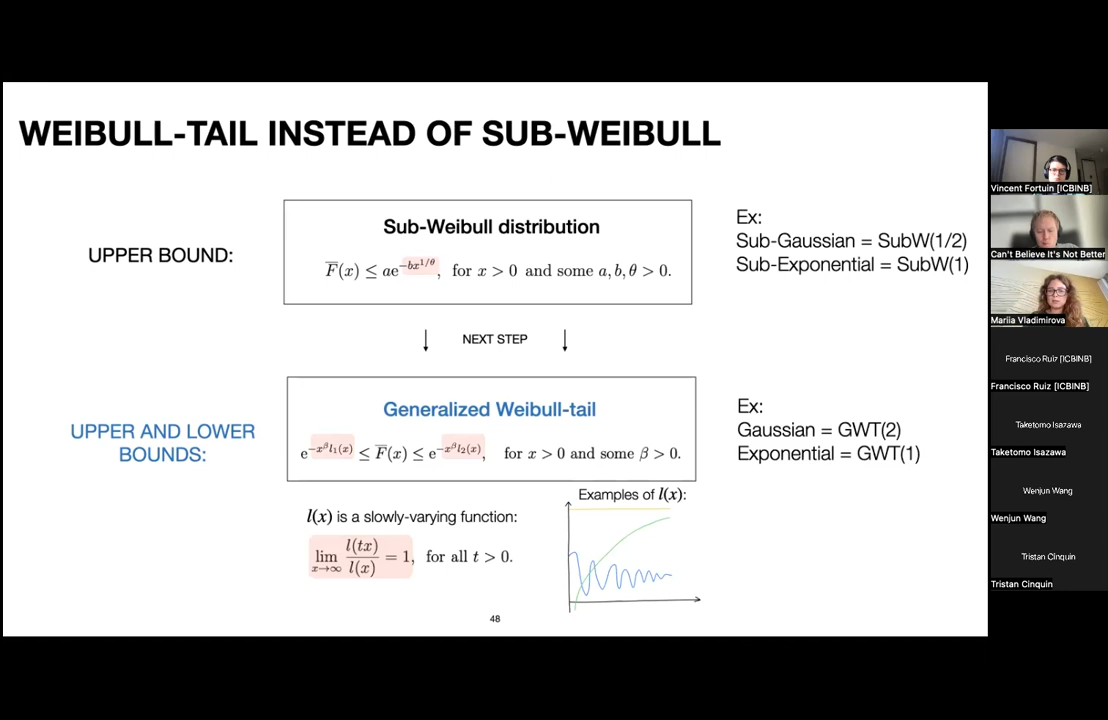 WEIBULL-TAIL INSTEAD OF SUB-WEIBULL
UPPER BOUND:
Sub-Weibull distribution
F̅(x) ≤ ae^{-bx^{1/θ}}, for x > 0 and some a, b, θ > 0.
Ex:
Sub-Gaussian = SubW(1/2)
Sub-Exponential = SubW(1)
↓ NEXT STEP ↓
UPPER AND LOWER
BOUNDS:
Generalized Weibull-tail
e^{-x^β l₁(x)} ≤ F̅(x) ≤ e^{-x^β l₂(x)}, for x > 0 and some β > 0.
Ex:
Gaussian = GWT(2)
Exponential = GWT(1)
l(x) is a slowly-varying function:
lim_{x→∞} l(tx)/l(x) = 1, for all t > 0.
Examples of l(x):
48
Vincent Fortuin [ICBINB]
Can't Believe It's Not Better
Mariia Vladimirova
Francisco Ruiz [ICBINB]
Francisco Ruiz [ICBINB]
Taketomo Isazawa
Taketomo Isazawa
Wenjun Wang
Wenjun Wang
Tristan Cinquin
Tristan Cinquin